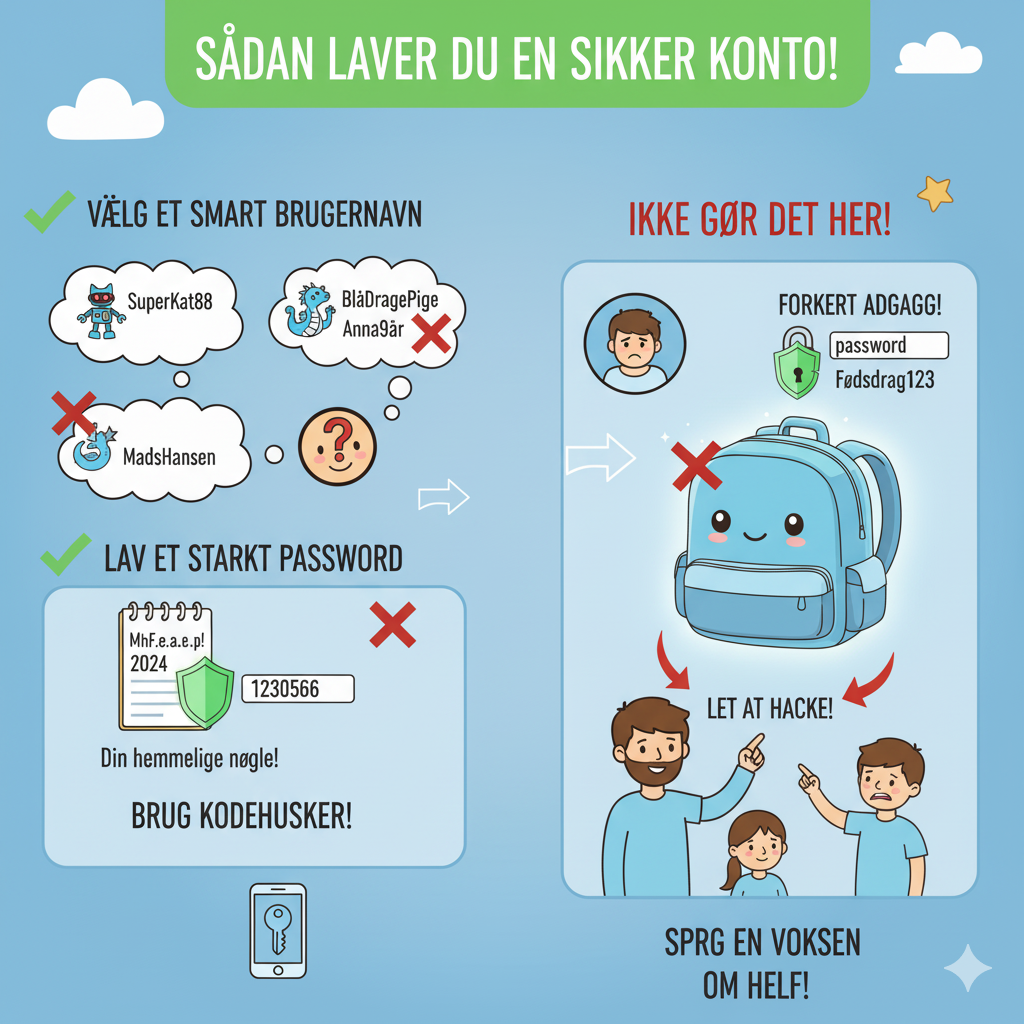 SÅDAN LAVER DU EN SIKKER KONTO!
VÆ̈LG ET SMART BRUGERNAVN
SuperKat88
BlåDragePige
Anna9år
MadsHansen
?
LAV ET STARKT PASSWORD
MhF.e.a.e.p!
2024
1230566
Din hemmelige nøgle!
BRUG KODEHUSKER!
IKKE GØR DET HER!
FORKERT ADGAGG!
password
Fødsdrag123
LET AT HACKE!
SPRG EN VOKSEN
OM HELF!